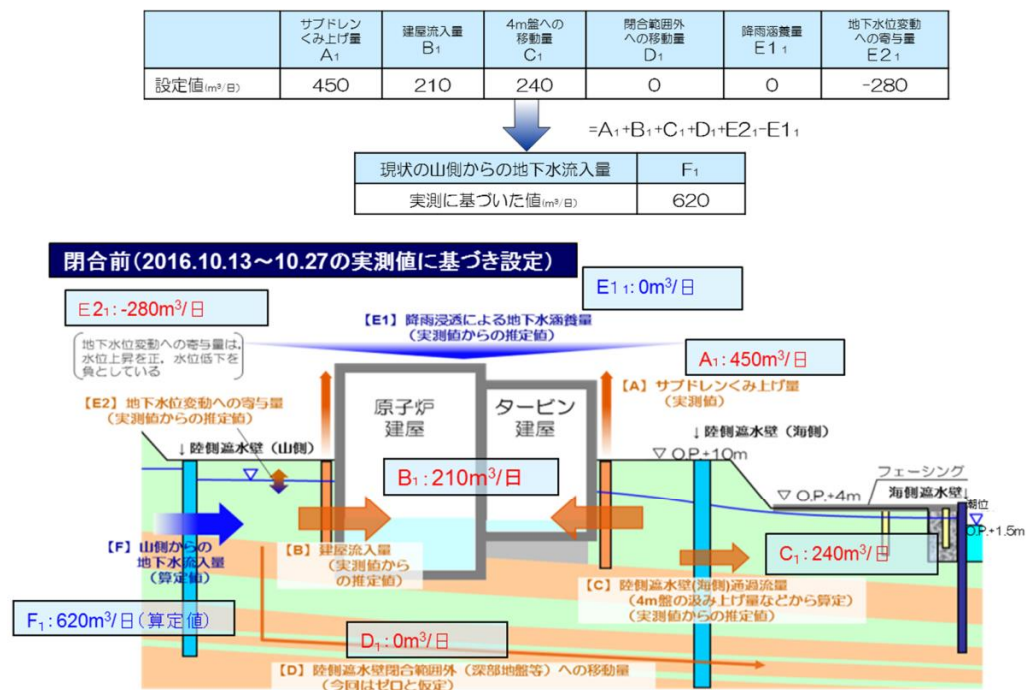 サブドレン
くみ上げ量
A₁
建屋流入量
B₁
4m盤への
移動量
C₁
閉合範囲外
への移動量
D₁
降雨涵養量
E1₁
地下水位変動
への寄与量
E2₁
設定値(m³/日) 450 210 240 0 0 -280
=A₁+B₁+C₁+D₁+E2₁-E1₁
現状の山側からの地下水流入量 F₁
実測に基づいた値(m³/日) 620
閉合前(2016.10.13～10.27の実測値に基づき設定)
E1₁:0m³/日
E2₁:-280m³/日
【E1】降雨浸透による地下水涵養量
(実測値からの推定値)
地下水位変動への寄与量は、
水位上昇を正、水位低下を
負としている
A₁:450m³/日
【A】サブドレンくみ上げ量
(実測値)
【E2】地下水位変動への寄与量
(実測値からの推定値)
原子炉
建屋
タービン
建屋
↓陸側遮水壁(山側)
↓陸側遮水壁(海側)
▽O.P.+10m
フェーシング
海側遮水壁↓
▽O.P.+4m
潮位
O.P.+1.5m
B₁:210m³/日
C₁:240m³/日
【F】山側からの
地下水流入量
(算定値)
【B】建屋流入量
(実測値から
の推定値)
【C】陸側遮水壁(海側)通過流量
(4m盤の汲み上げ量などから算定)
(実測値からの推定値)
F₁:620m³/日(算定値)
D₁:0m³/日
【D】陸側遮水壁閉合範囲外(深部地盤等)への移動量
(今回はゼロと仮定)